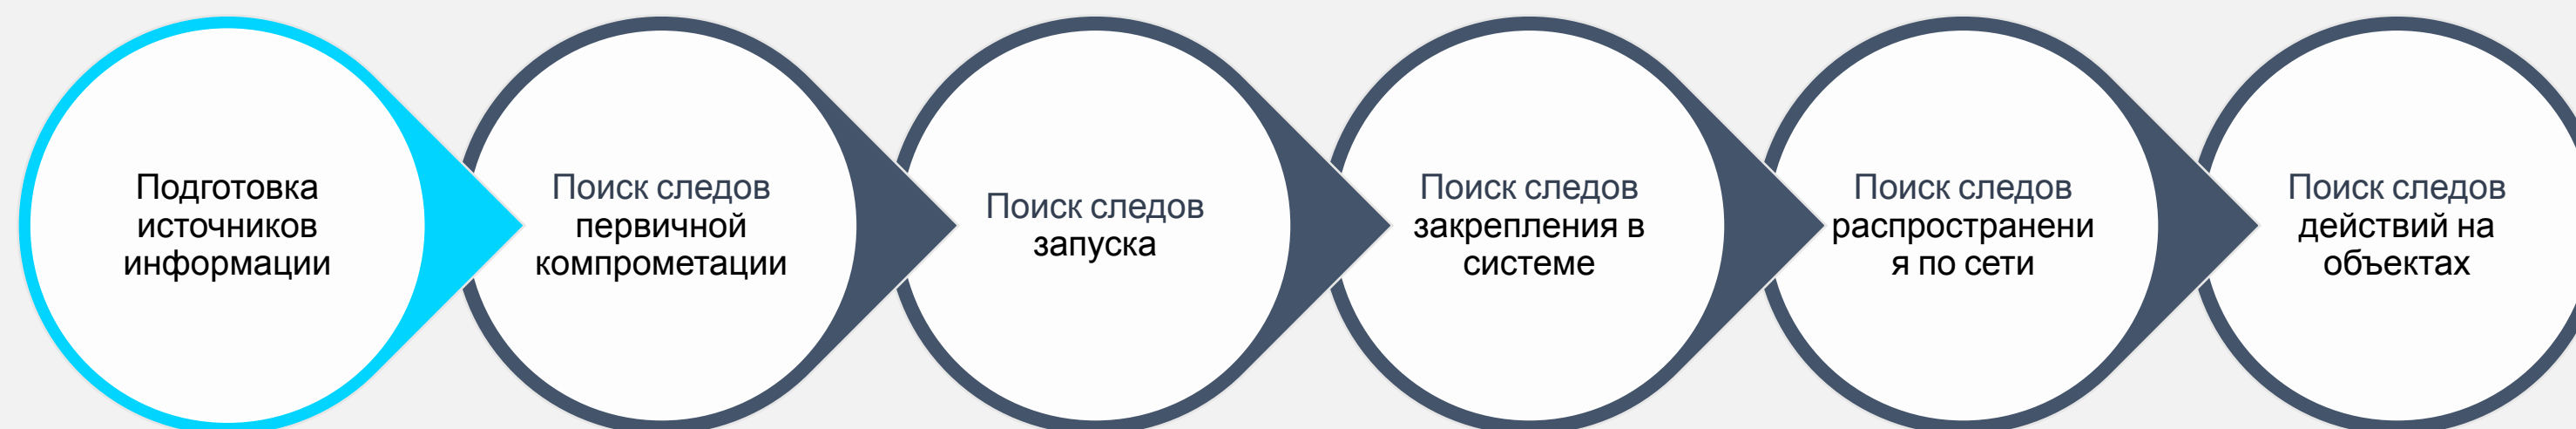 Подготовка
источников
информации
Поиск следов
первичной
компрометации
Поиск следов
запуска
Поиск следов
закрепления в
системе
Поиск следов
распространени
я по сети
Поиск следов
действий на
объектах